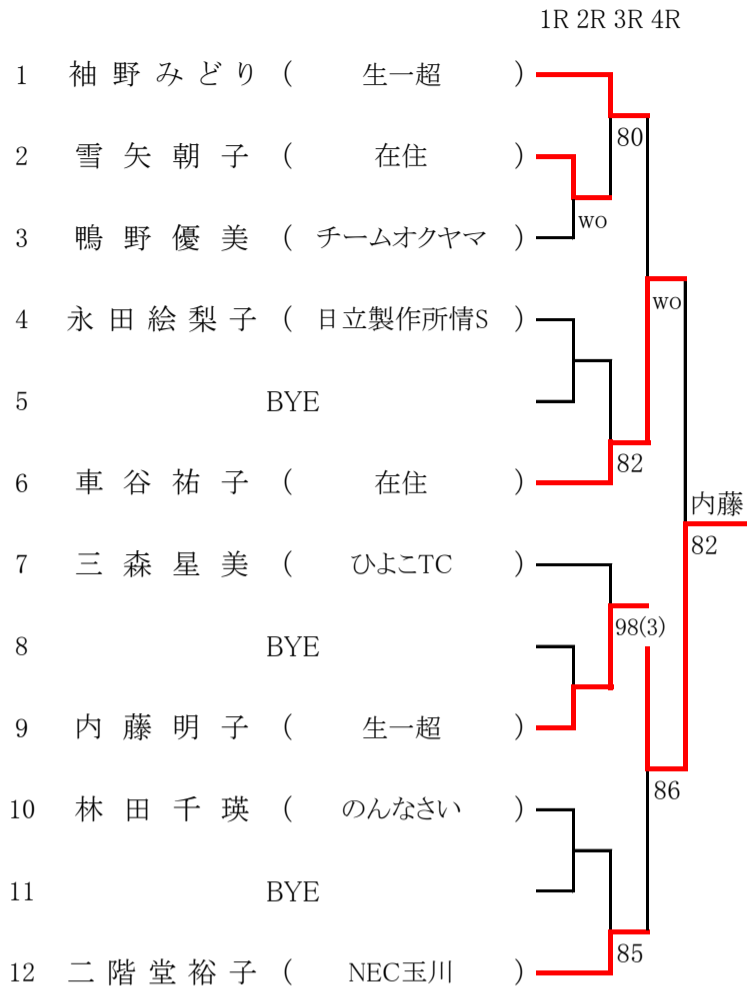 1R 2R 3R 4R
1 袖野みどり ( 生一超 )
80
2 雪矢朝子 ( 在住 )
wo
3 鴨野優美 ( チームオクヤマ )
wo
4 永田絵梨子 ( 日立製作所情S )
5 BYE
82
6 車谷祐子 ( 在住 )
内藤
82
7 三森星美 ( ひよこTC )
98(3)
8 BYE
9 内藤明子 ( 生一超 )
86
10 林田千瑛 ( のんなさい )
11 BYE
85
12 二階堂裕子 ( NEC玉川 )